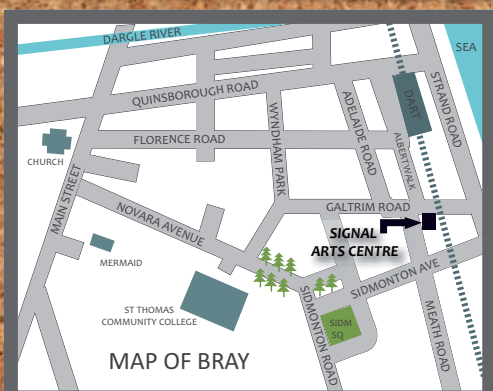 DARGLE RIVER
SEA
QUINSBOROUGH ROAD
DART
STRAND ROAD
WYNDHAM PARK
ADELAIDE ROAD
ALBERT WALK
FLORENCE ROAD
CHURCH
MAIN STREET
NOVARA AVENUE
GALTRIM ROAD
SIGNAL
ARTS CENTRE
MERMAID
SIDMONTON AVE
ST THOMAS
COMMUNITY COLLEGE
SIDMONTON ROAD
SIDM
SQ
MEATH ROAD
MAP OF BRAY